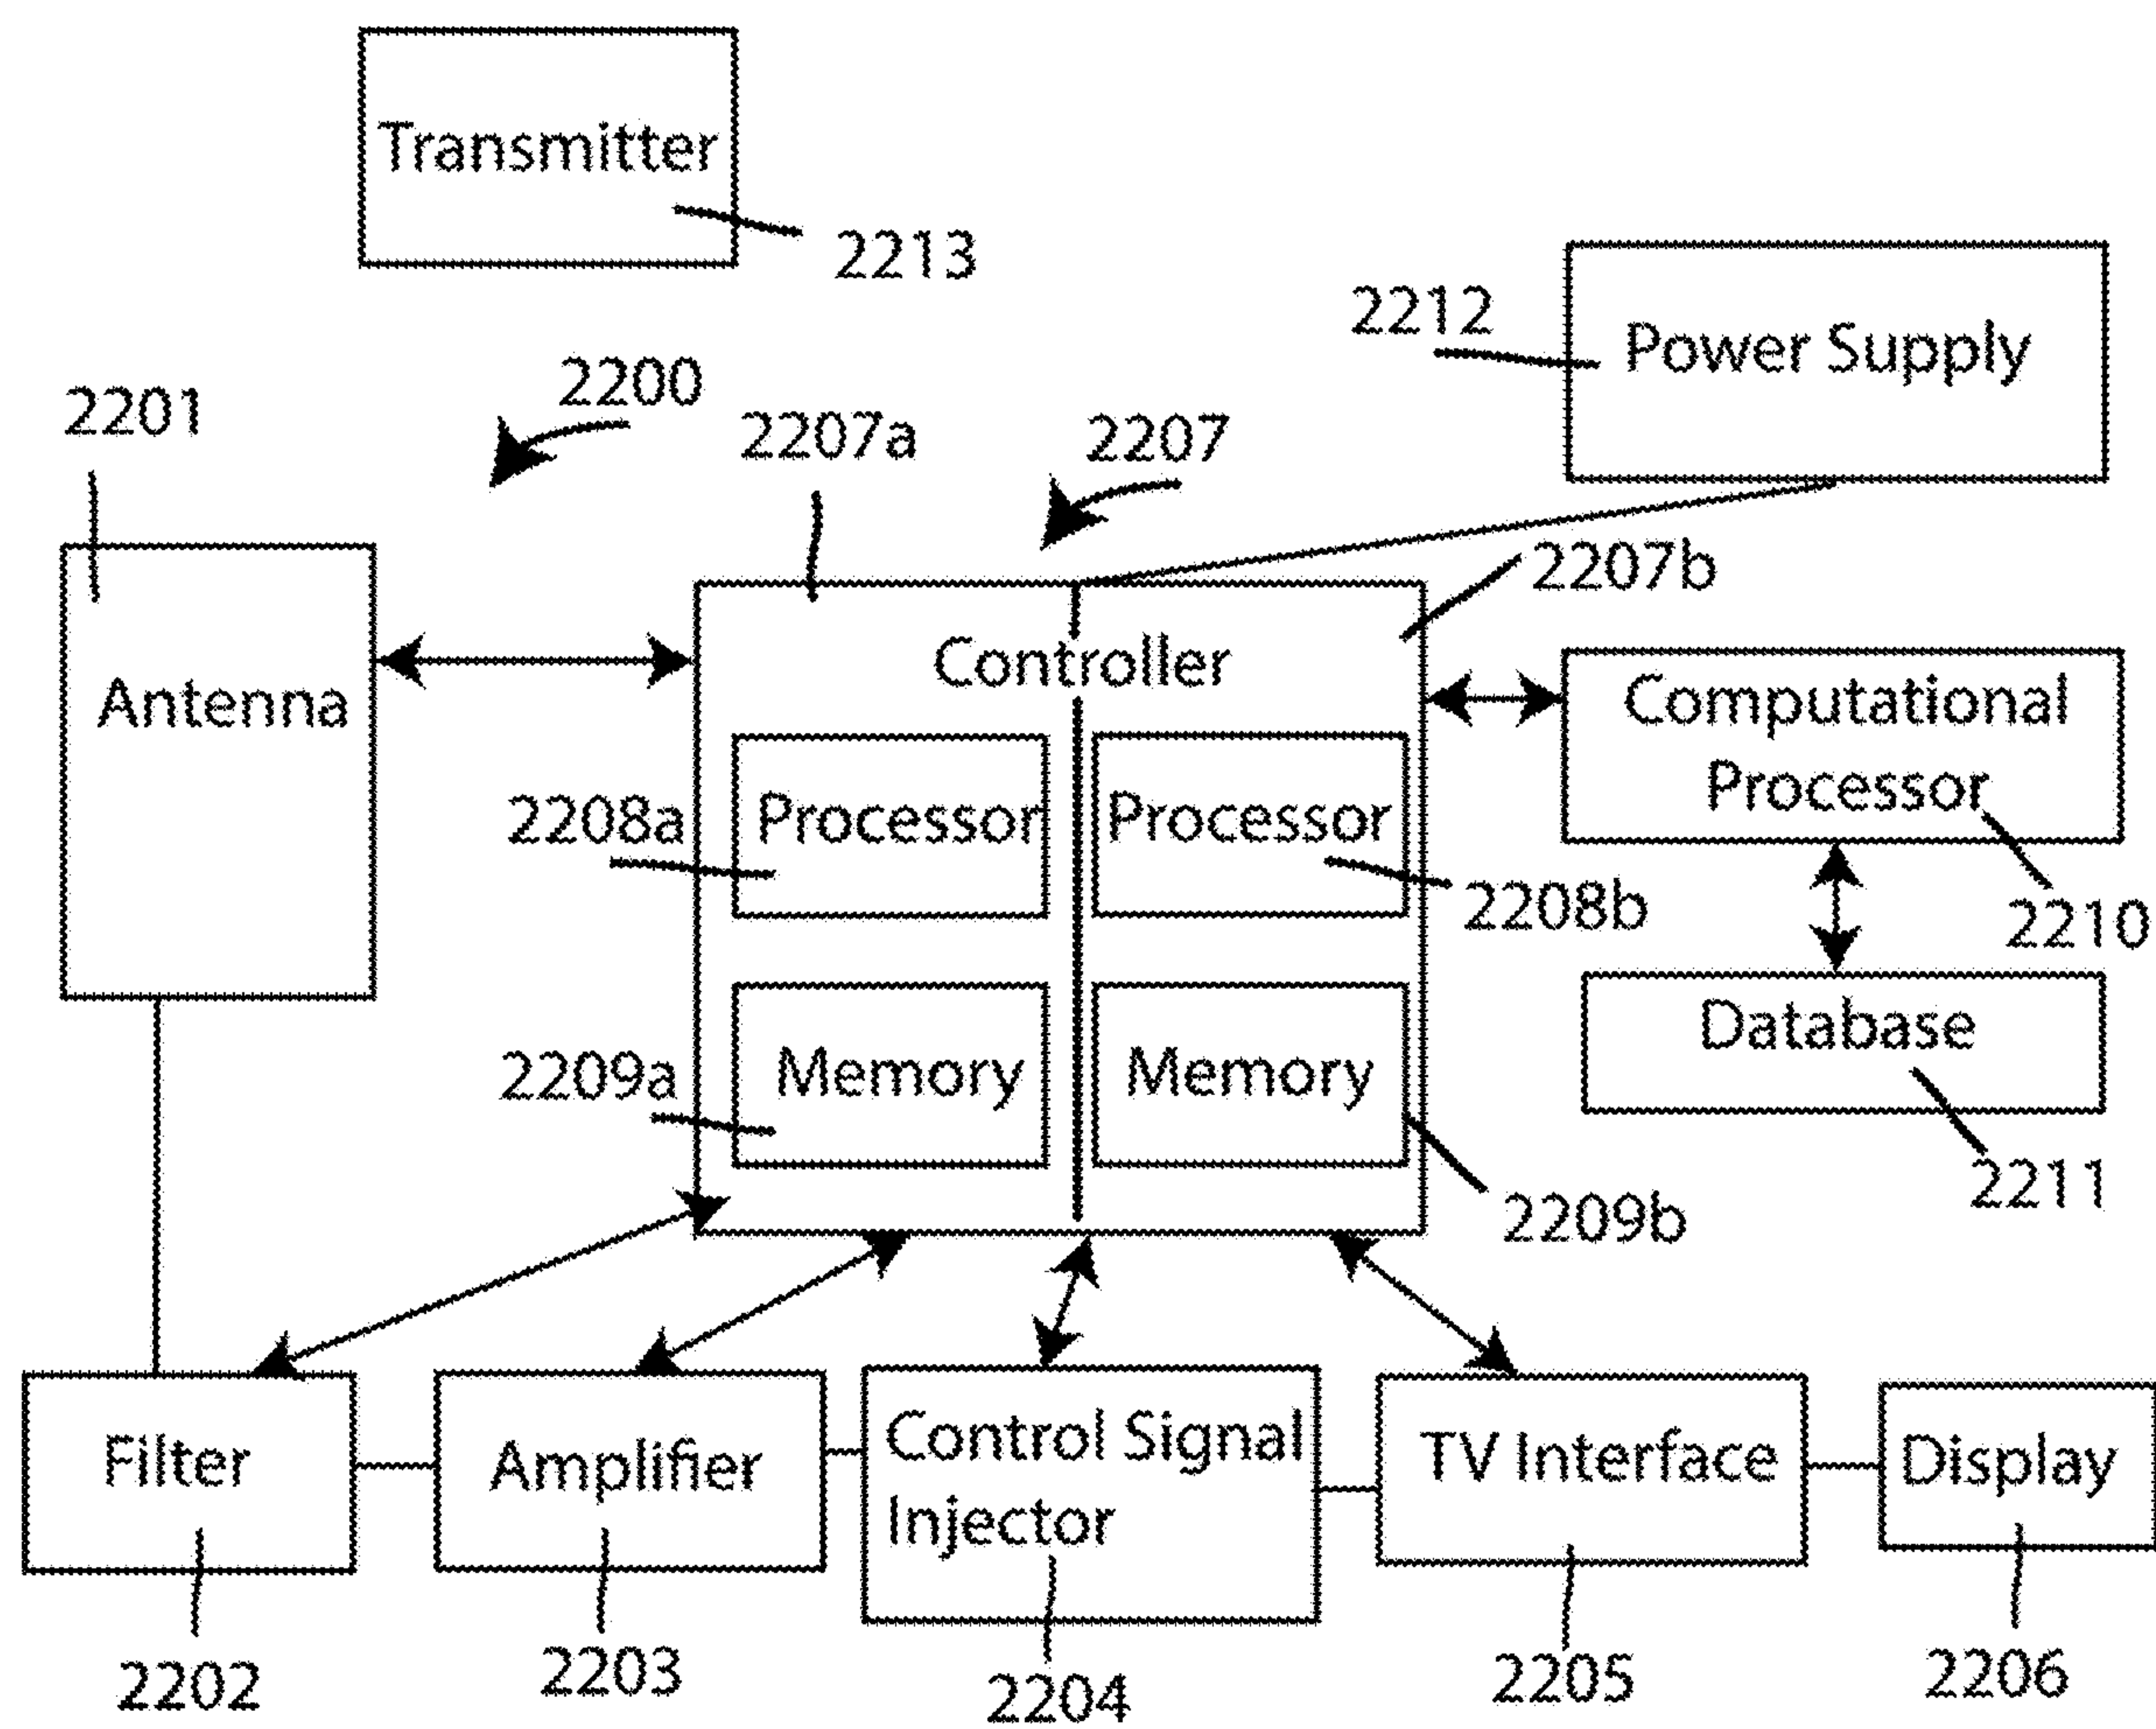 Transmitter
2213
2212
Power Supply
2201
2200
2207a
2207
2207b
Antenna
Controller
Computational
Processor
2210
2208a
Processor
Processor
2208b
Database
2211
2209a
Memory
Memory
2209b
Filter
Amplifier
Control Signal
Injector
TV Interface
Display
2202
2203
2204
2205
2206